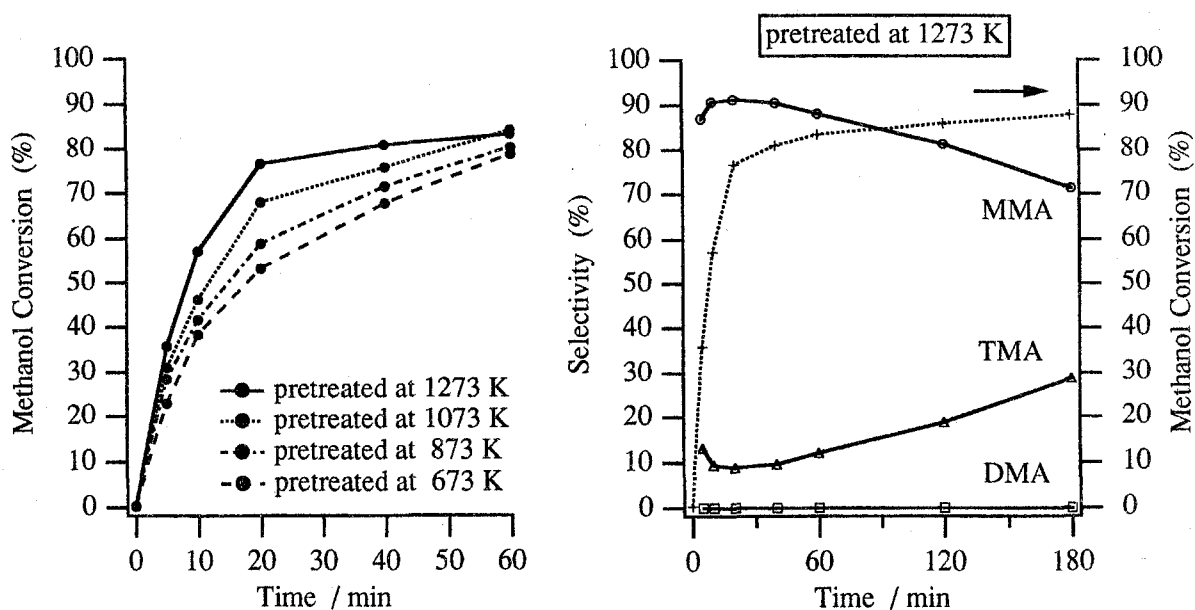 pretreated at 1273 K
100
90
80
70
60
50
40
30
20
10
0
Methanol Conversion (%)
pretreated at 1273 K
pretreated at 1073 K
pretreated at 873 K
pretreated at 673 K
0 10 20 30 40 50 60
Time / min
100
90
80
70
60
50
40
30
20
10
0
Selectivity (%)
MMA
TMA
DMA
100
90
80
70
60
50
40
30
20
10
0
Methanol Conversion (%)
0 60 120 180
Time / min